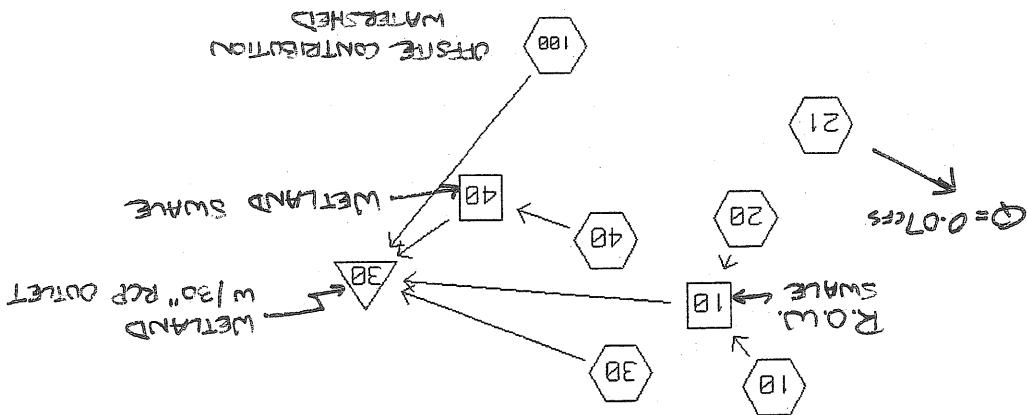 10
30
R.O.W.
SWALE
10
WETLAND
W/30" RCP OUTLET
30
Q=0.07CFS
20
40
40
WETLAND SWALE
21
100
OFFSITE CONTRIBUTION
WATERSHED